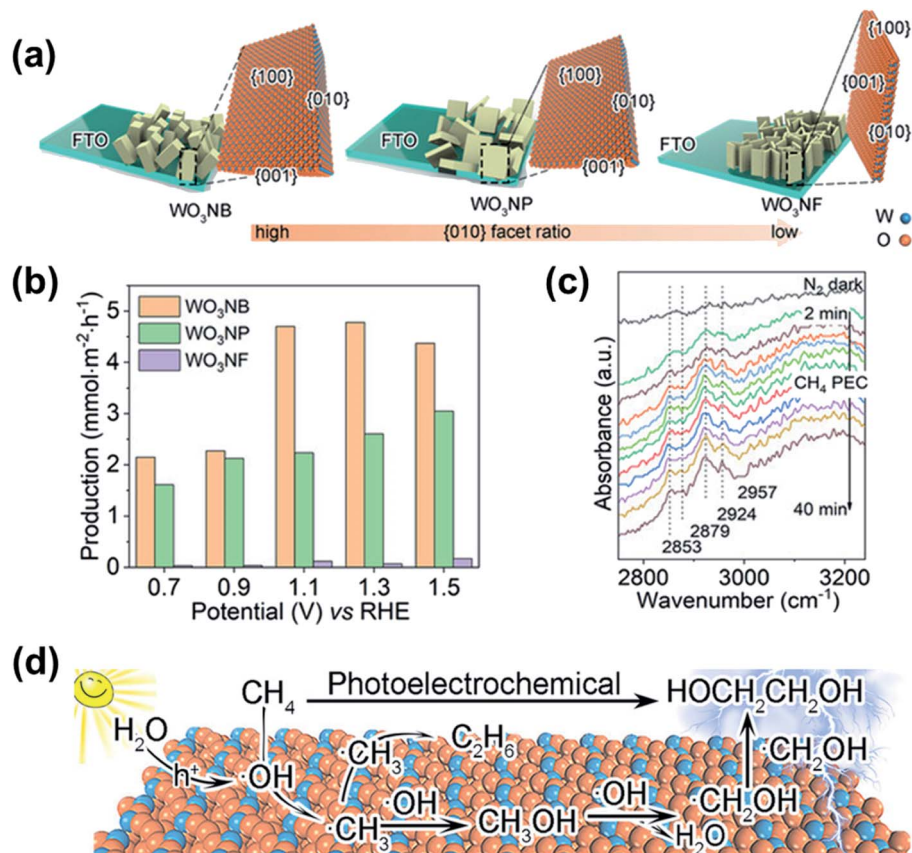 (a)
{100}
{010}
{001}
FTO
WO₃NB
{100}
{010}
{001}
FTO
WO₃NP
{100}
{001}
{010}
FTO
WO₃NF
high {010} facet ratio low
W
O
(b)
WO₃NB
WO₃NP
WO₃NF
Production (mmol·m⁻²·h⁻¹)
5
4
3
2
1
0
0.7 0.9 1.1 1.3 1.5
Potential (V) vs RHE
(c)
N₂ dark
2 min
CH₄ PEC
40 min
2957
2924
2879
2853
Absorbance (a.u.)
2800 3000 3200
Wavenumber (cm⁻¹)
(d)
CH₄ Photoelectrochemical HOCH₂CH₂OH
H₂O
h⁺
·OH
·CH₃
C₂H₆
·CH₂OH
·CH₃
·OH
CH₃OH
·OH
H₂O
·CH₂OH